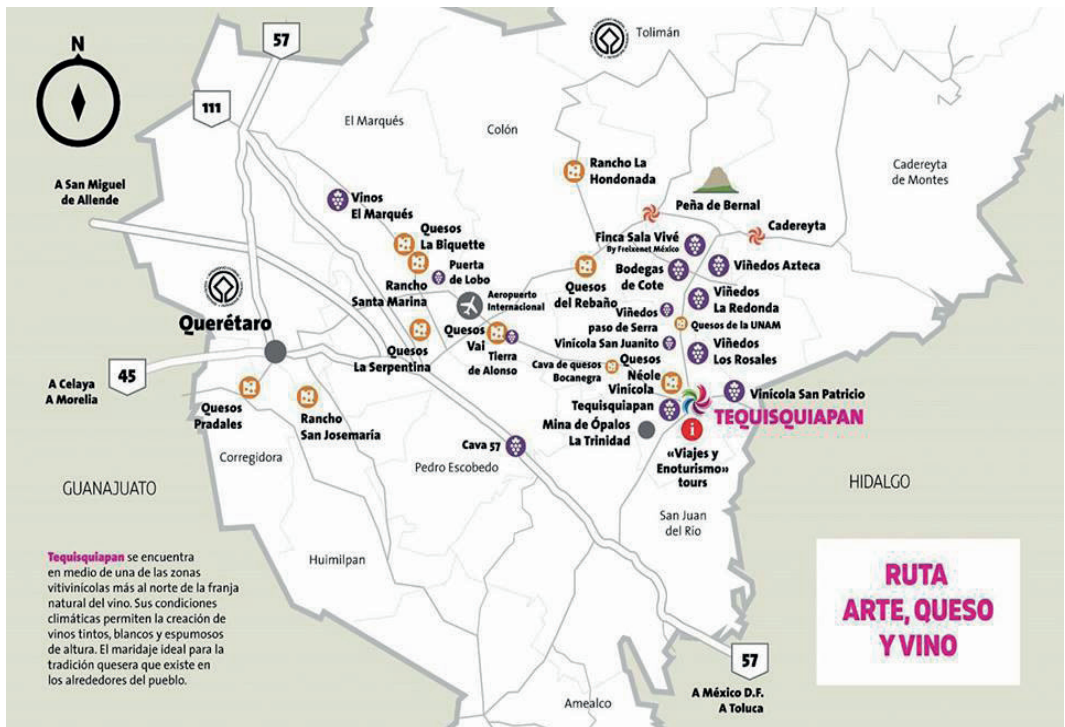 N
57
111
A San Miguel
de Allende
El Marqués
Colón
Tolimán
Cadereyta
de Montes
Rancho La
Hondonada
Peña de Bernal
Cadereyta
Vinos
El Marqués
Quesos
La Biquette
Puerta
de Lobo
Rancho
Santa Marina
Aeropuerto
Internacional
Finca Sala Vivé
By Freixenet México
Bodegas
de Cote
Viñedos Azteca
Quesos
del Rebaño
Viñedos
La Redonda
Viñedos
paso de Serra
Quesos de la UNAM
Vinícola San Juanito
Viñedos
Los Rosales
Querétaro
Quesos
La Serpentina
Quesos
Vai
Tierra
de Alonso
Cava de quesos
Bocanegra
Quesos
Néole
Vinícola
Tequisquiapan
Vinícola San Patricio
TEQUISQUIAPAN
45
A Celaya
A Morelia
Quesos
Pradales
Rancho
San Josemaría
Mina de Ópalos
La Trinidad
i
«Viajes y
Enoturismo»
tours
Cava 57
Corregidora
Pedro Escobedo
GUANAJUATO
HIDALGO
San Juan
del Río
Huimilpan
Tequisquiapan se encuentra
en medio de una de las zonas
vitivinícolas más al norte de la franja
natural del vino. Sus condiciones
climáticas permiten la creación de
vinos tintos, blancos y espumosos
de altura. El maridaje ideal para la
tradición quesera que existe en
los alrededores del pueblo.
RUTA
ARTE, QUESO
Y VINO
57
A México D.F.
A Toluca
Amealco